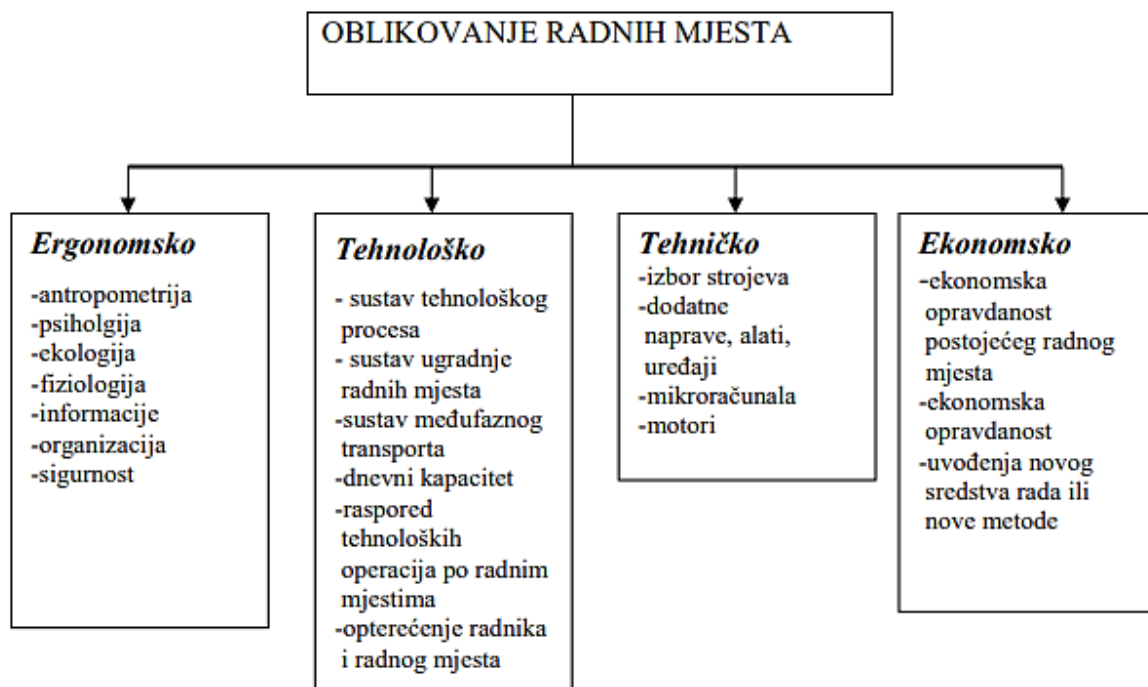 OBLIKOVANJE RADNIH MJESTA
Ergonomsko
-antropometrija
-psiholgija
-ekologija
-fiziologija
-informacije
-organizacija
-sigurnost
Tehnološko
- sustav tehnološkog
procesa
- sustav ugradnje
radnih mjesta
-sustav međufaznog
transporta
-dnevni kapacitet
-raspored
tehnoloških
operacija po radnim
mjestima
-opterećenje radnika
i radnog mjesta
Tehničko
-izbor strojeva
-dodatne
naprave, alati,
uređaji
-mikroračunala
-motori
Ekonomsko
-ekonomska
opravdanost
postojećeg radnog
mjesta
-ekonomska
opravdanost
-uvođenja novog
sredstva rada ili
nove metode